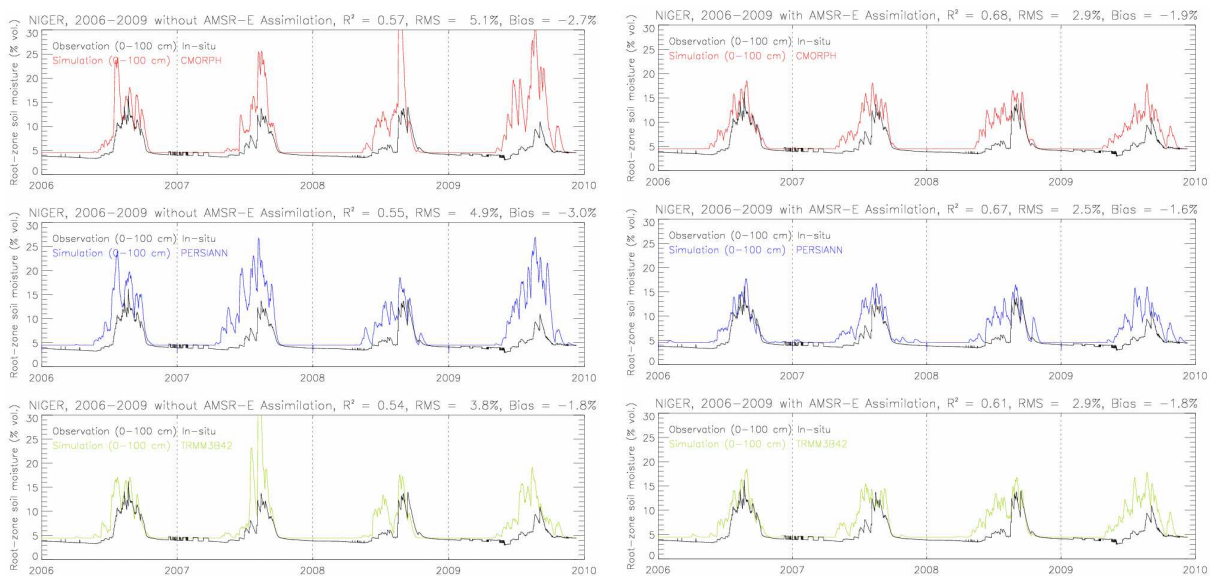 NIGER, 2006-2009 without AMSR-E Assimilation, R² = 0.57, RMS = 5.1%, Bias = -2.7%
Observation (0-100 cm) In-situ
Simulation (0-100 cm) CMORPH
Root-zone soil moisture (% vol.)
30
25
20
15
10
5
0
2006 2007 2008 2009 2010
NIGER, 2006-2009 with AMSR-E Assimilation, R² = 0.68, RMS = 2.9%, Bias = -1.9%
Observation (0-100 cm) In-situ
Simulation (0-100 cm) CMORPH
Root-zone soil moisture (% vol.)
30
25
20
15
10
5
0
2006 2007 2008 2009 2010
NIGER, 2006-2009 without AMSR-E Assimilation, R² = 0.55, RMS = 4.9%, Bias = -3.0%
Observation (0-100 cm) In-situ
Simulation (0-100 cm) PERSIANN
Root-zone soil moisture (% vol.)
30
25
20
15
10
5
0
2006 2007 2008 2009 2010
NIGER, 2006-2009 with AMSR-E Assimilation, R² = 0.67, RMS = 2.5%, Bias = -1.6%
Observation (0-100 cm) In-situ
Simulation (0-100 cm) PERSIANN
Root-zone soil moisture (% vol.)
30
25
20
15
10
5
0
2006 2007 2008 2009 2010
NIGER, 2006-2009 without AMSR-E Assimilation, R² = 0.54, RMS = 3.8%, Bias = -1.8%
Observation (0-100 cm) In-situ
Simulation (0-100 cm) TRMM3B42
Root-zone soil moisture (% vol.)
30
25
20
15
10
5
0
2006 2007 2008 2009 2010
NIGER, 2006-2009 with AMSR-E Assimilation, R² = 0.61, RMS = 2.9%, Bias = -1.8%
Observation (0-100 cm) In-situ
Simulation (0-100 cm) TRMM3B42
Root-zone soil moisture (% vol.)
30
25
20
15
10
5
0
2006 2007 2008 2009 2010